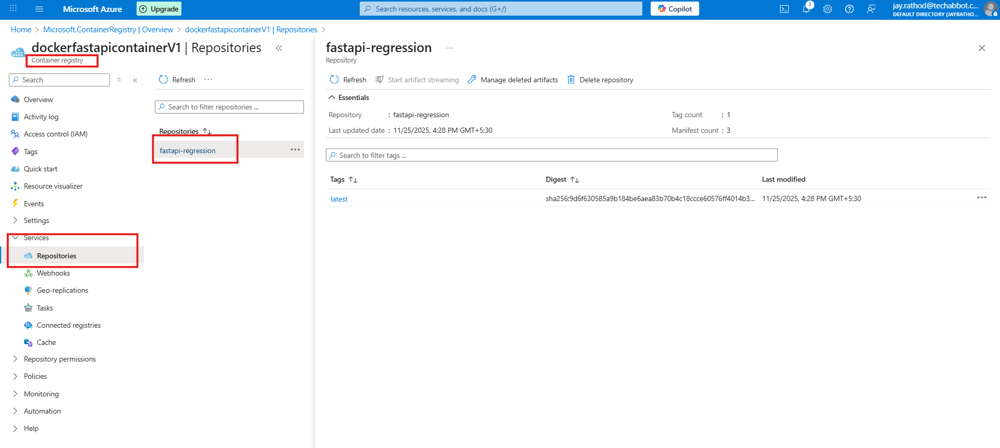 Microsoft Azure
Upgrade
Search resources, services, and docs (G+/)
Copilot
3
jay.rathod@techabbot.c...
DEFAULT DIRECTORY (JAYRATHO...
Home > Microsoft.ContainerRegistry | Overview > dockerfastapicontainerV1 | Repositories >
dockerfastapicontainerV1 | Repositories
Container registry
Search
Overview
Activity log
Access control (IAM)
Tags
Quick start
Resource visualizer
Events
Settings
Services
Repositories
Webhooks
Geo-replications
Tasks
Connected registries
Cache
Repository permissions
Policies
Monitoring
Automation
Help
Refresh ...
Search to filter repositories ...
Repositories
fastapi-regression
fastapi-regression ...
Repository
Refresh Start artifact streaming Manage deleted artifacts Delete repository
Essentials
Repository : fastapi-regression Tag count : 1
Last updated date : 11/25/2025, 4:28 PM GMT+5:30 Manifest count : 3
Search to filter tags ...
Tags Digest Last modified
latest sha256:9d6f630585a9b184be6aea83b70b4c18ccce60576ff4014b3... 11/25/2025, 4:28 PM GMT+5:30